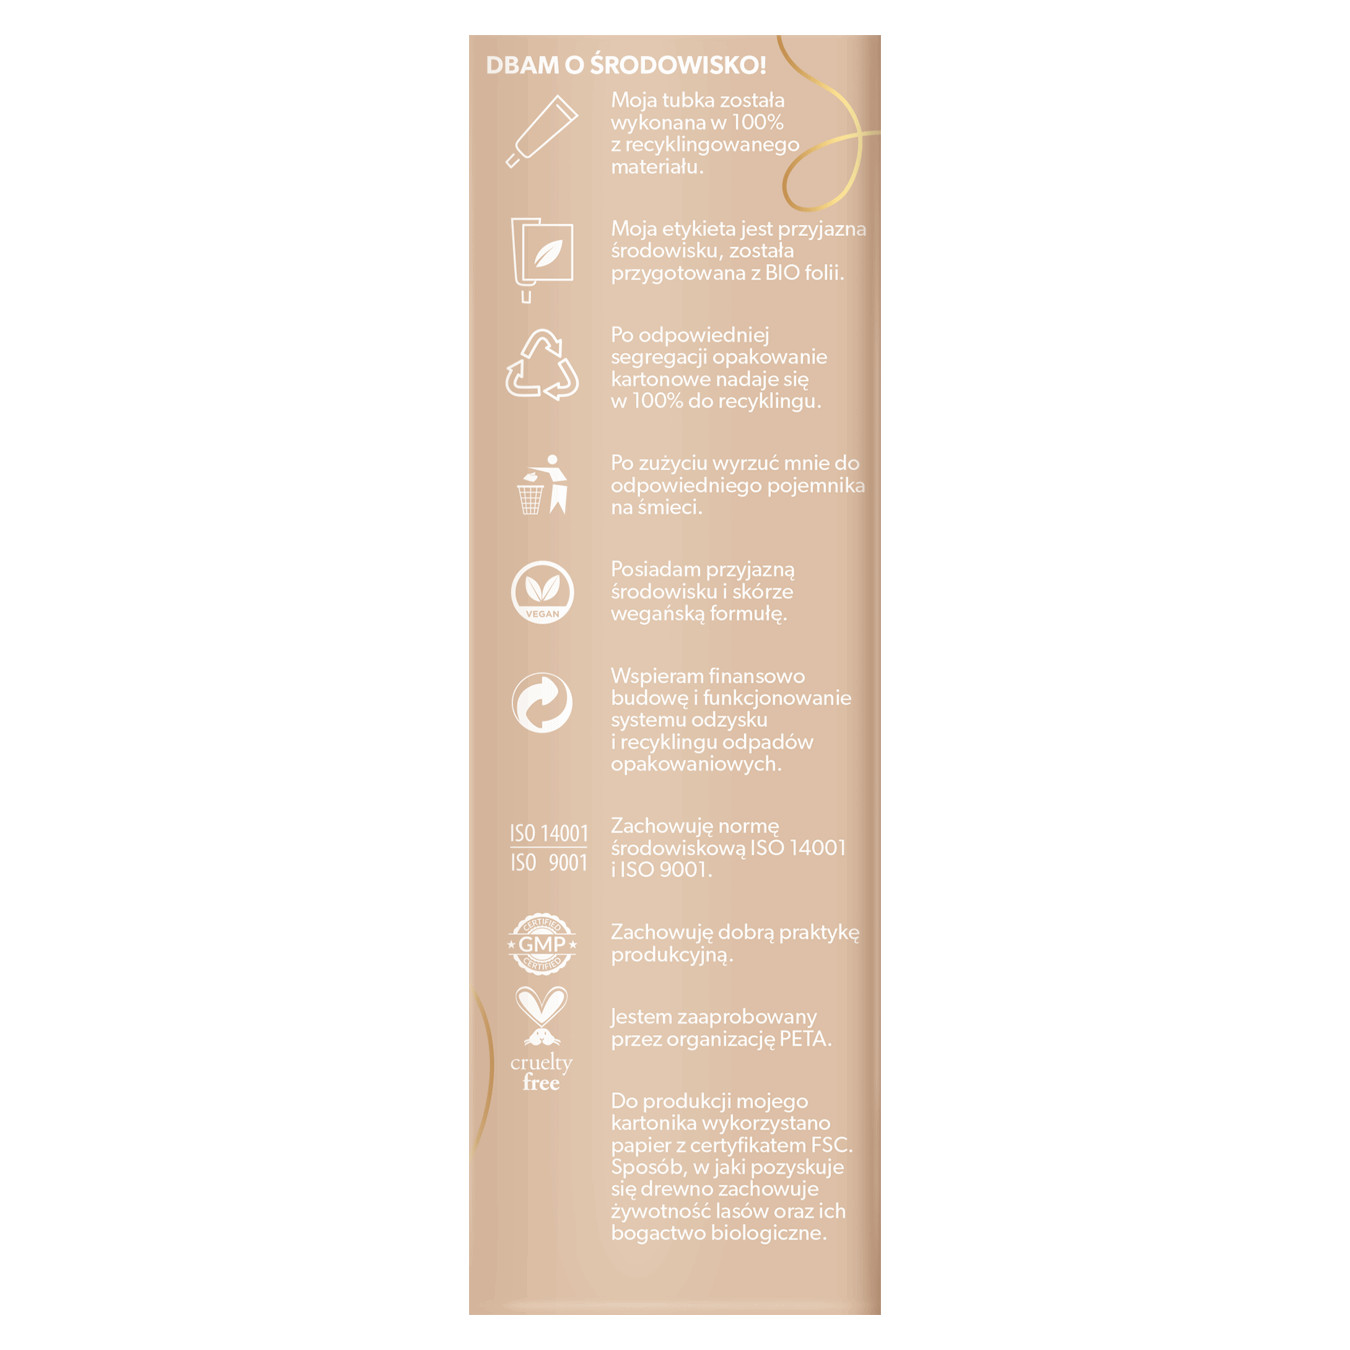 DBAM O ŚRODOWISKO!
Moja tubka została
wykonana w 100%
z recyklingowanego
materiału.
Moja etykieta jest przyjazna
środowisku, została
przygotowana z BIO folii.
Po odpowiedniej
segregacji opakowanie
kartonowe nadaje się
w 100% do recyklingu.
Po zużyciu wyrzuć mnie do
odpowiedniego pojemnika
na śmieci.
VEGAN
Posiadam przyjazną
środowisku i skórze
wegańską formułę.
Wspieram finansowo
budowę i funkcjonowanie
systemu odzysku
i recyklingu odpadów
opakowaniowych.
ISO 14001
ISO 9001
Zachowuję normę
środowiskową ISO 14001
i ISO 9001.
CERTIFIED
GMP
CERTIFIED
Zachowuję dobrą praktykę
produkcyjną.
cruelty
free
Jestem zaaprobowany
przez organizację PETA.
Do produkcji mojego
kartonika wykorzystano
papier z certyfikatem FSC.
Sposób, w jaki pozyskuje
się drewno zachowuje
żywotność lasów oraz ich
bogactwo biologiczne.